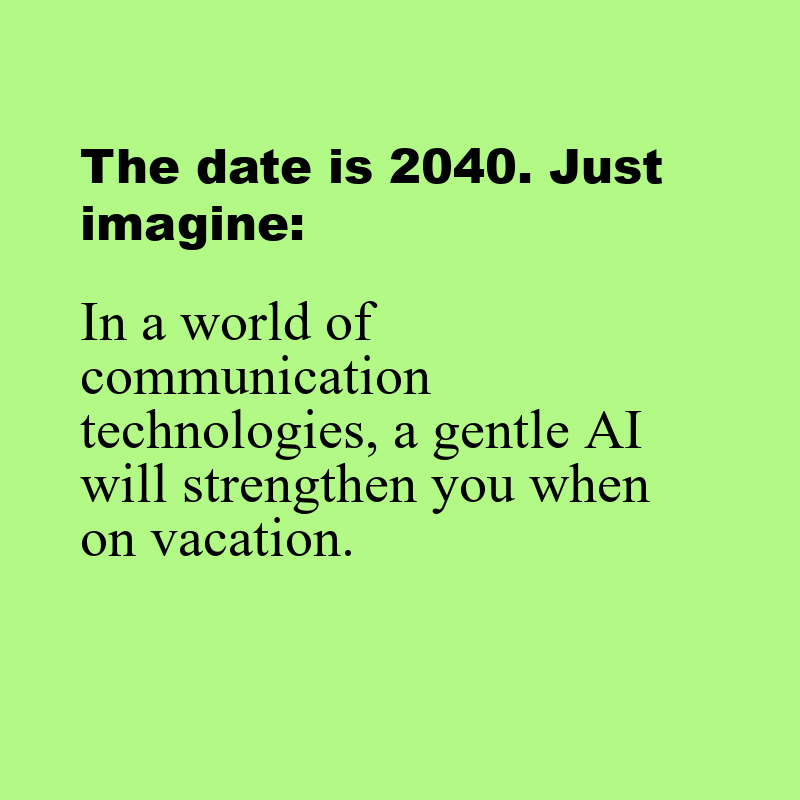 The date is 2040. Just
imagine:
In a world of
communication
technologies, a gentle AI
will strengthen you when
on vacation.